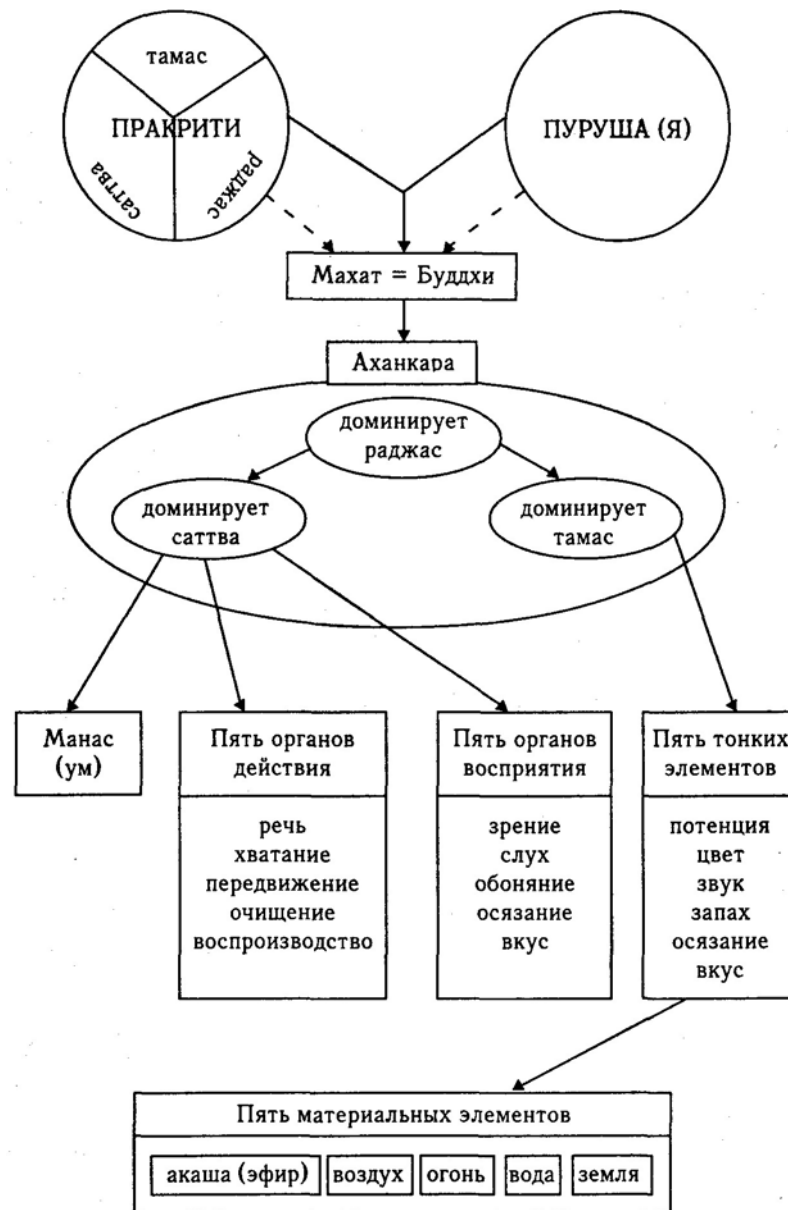 тамас
ПРАКРИТИ
саттва
раджас
ПУРУША (Я)
Махат = Буддхи
Аханкара
доминирует
раджас
доминирует
саттва
доминирует
тамас
Манас
(ум)
Пять органов
действия
речь
хватание
передвижение
очищение
воспроизводство
Пять органов
восприятия
зрение
слух
обоняние
осязание
вкус
Пять тонких
элементов
потенция
цвет
звук
запах
осязание
вкус
Пять материальных элементов
акаша (эфир)
воздух
огонь
вода
земля